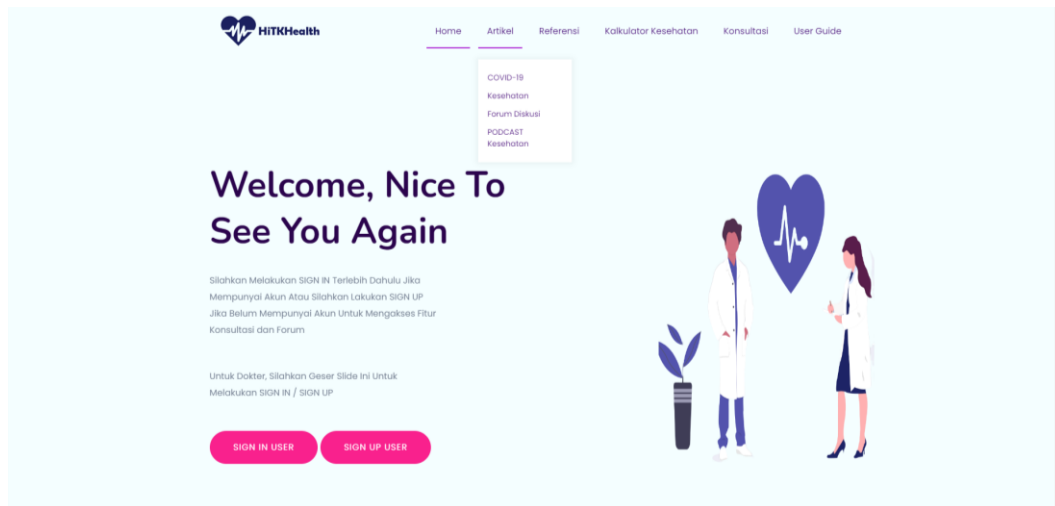 HiTKHealth
Home Artikel Referensi Kalkulator Kesehatan Konsultasi User Guide
COVID-19
Kesehatan
Forum Diskusi
PODCAST
Kesehatan
Welcome, Nice To
See You Again
Silahkan Melakukan SIGN IN Terlebih Dahulu Jika
Mempunyai Akun Atau Silahkan Lakukan SIGN UP
Jika Belum Mempunyai Akun Untuk Mengakses Fitur
Konsultasi dan Forum
Untuk Dokter, Silahkan Geser Slide Ini Untuk
Melakukan SIGN IN / SIGN UP
SIGN IN USER SIGN UP USER